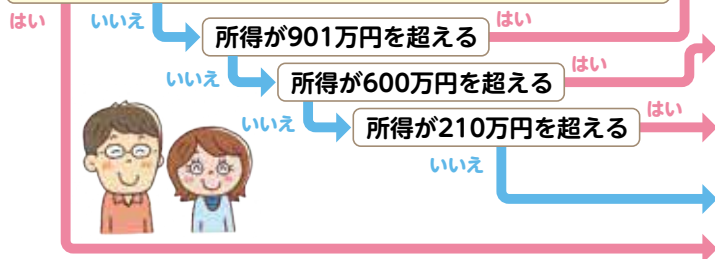 はい
いいえ
所得が901万円を超える
はい
いいえ
所得が600万円を超える
はい
いいえ
所得が210万円を超える
はい
いいえ